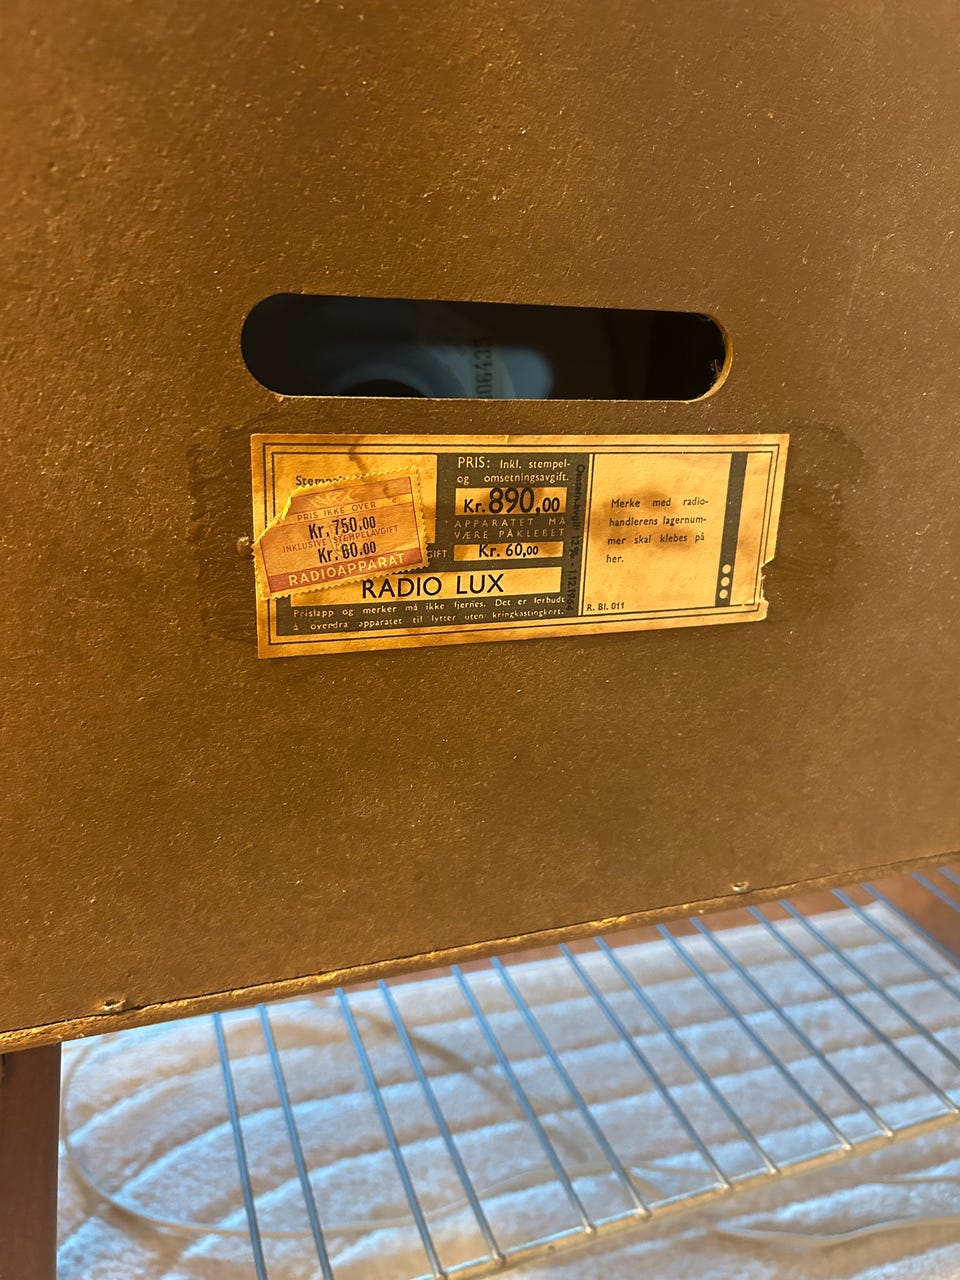 06435
PRIS: Inkl. stempel-
og omsetningsavgift.
Kr. 890,00
APPARATET MÅ
VÆRE PÅKLEBET
Kr. 60,00
PRIS IKKE OVER
Kr. 750.00
INKLUSIVE STEMPELAVGIFT
Kr. 60.00
RADIOAPPARAT
RADIO LUX
Prislapp og merker må ikke fjernes. Det er forbudt
å overdra apparatet til lytter uten kringkastingkort.
Merke med radio-
handlerens lagernum-
mer skal klebes på
her.
R. Bl. 011